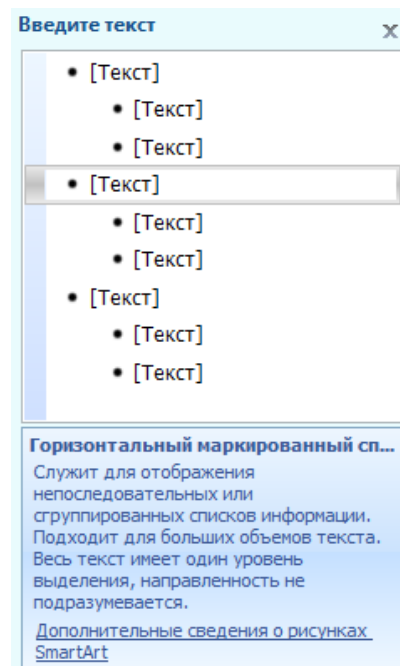 Введите текст
• [Текст]
• [Текст]
• [Текст]
• [Текст]
• [Текст]
• [Текст]
• [Текст]
• [Текст]
• [Текст]
Горизонтальный маркированный сп...
Служит для отображения
непоследовательных или
сгруппированных списков информации.
Подходит для больших объемов текста.
Весь текст имеет один уровень
выделения, направленность не
подразумевается.
Дополнительные сведения о рисунках
SmartArt